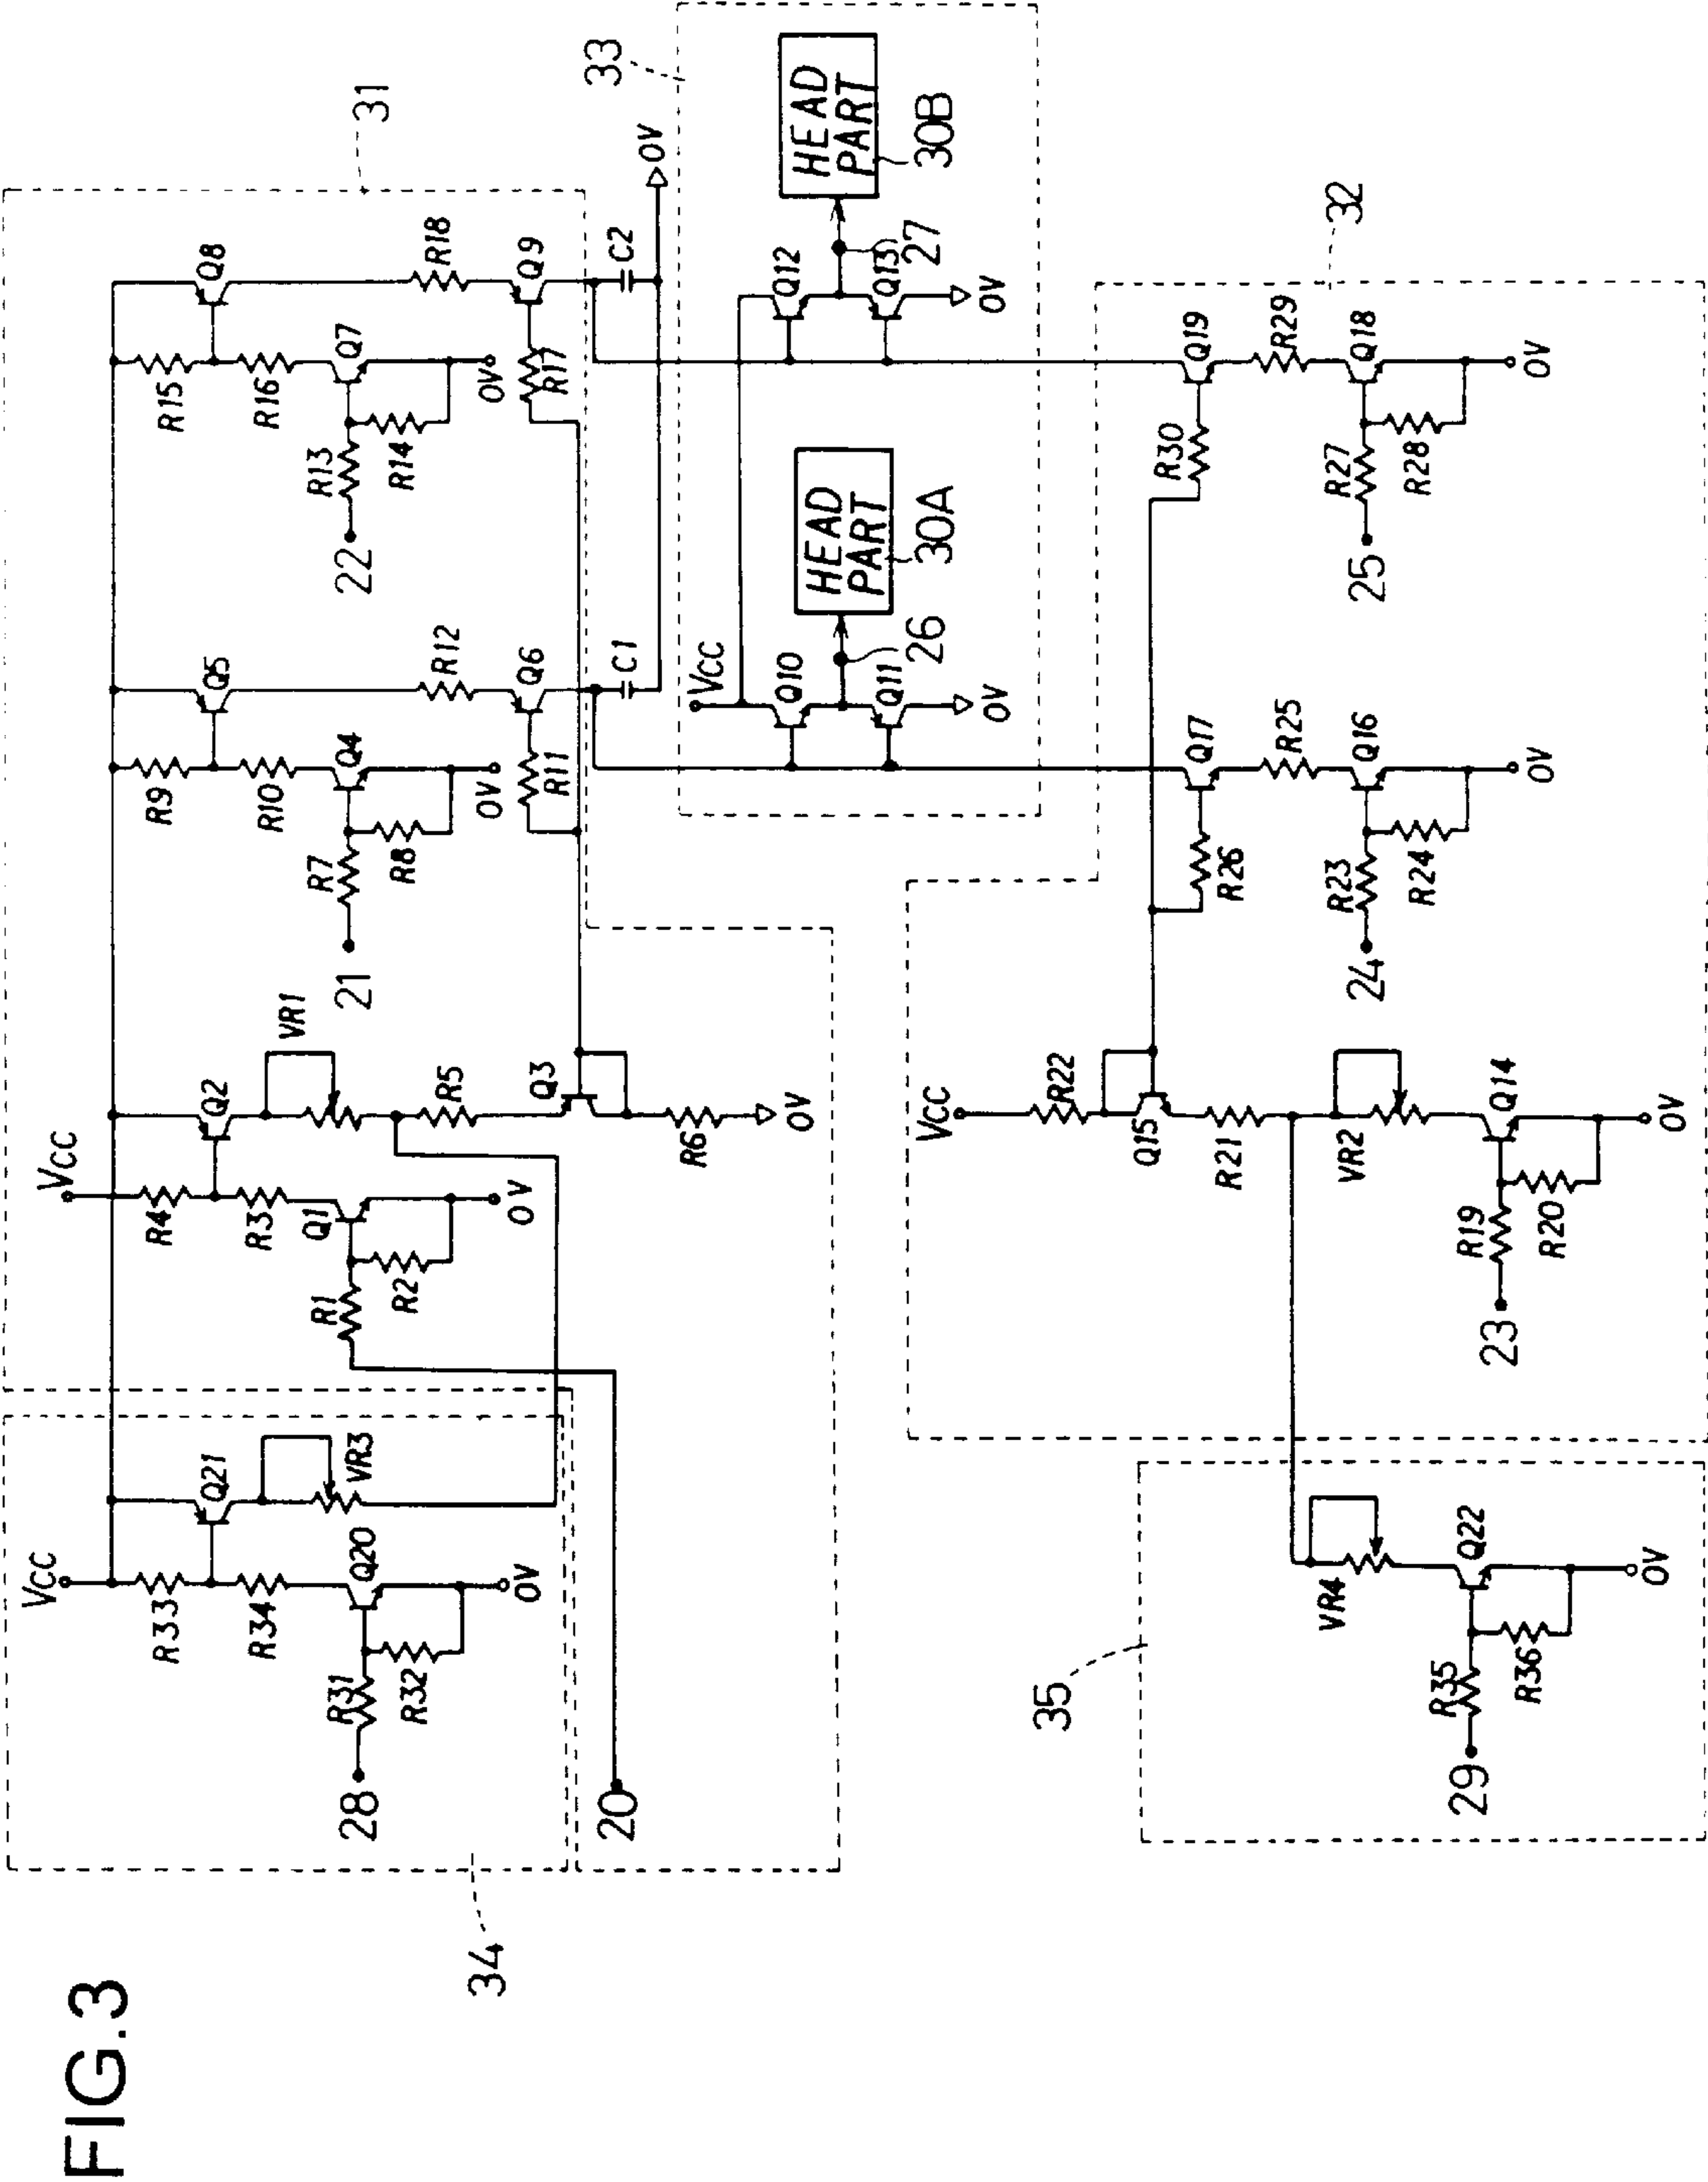 FIG.3
34
28
R31
R32
VCC
R33
R34
Q20
0V
Q21
VR3
20
31
VCC
R4
R3
Q1
R1
R2
0V
Q2
VR1
R5
Q3
R6
0V
21
R7
R8
R9
R10
Q4
0V
Q5
R12
Q6
R11
C1
22
R13
R14
R15
R16
Q7
0V
Q8
R18
Q9
R17
C2
0V
33
VCC
Q10
Q11
0V
26
HEAD
PART
30A
Q12
Q13
0V
27
HEAD
PART
30B
32
VCC
R22
Q15
R21
VR2
Q14
0V
R19
R20
23
24
R23
R24
R26
Q17
R25
Q16
0V
25
R27
R28
R30
Q19
R29
Q18
0V
35
29
R35
R36
VR4
Q22
0V